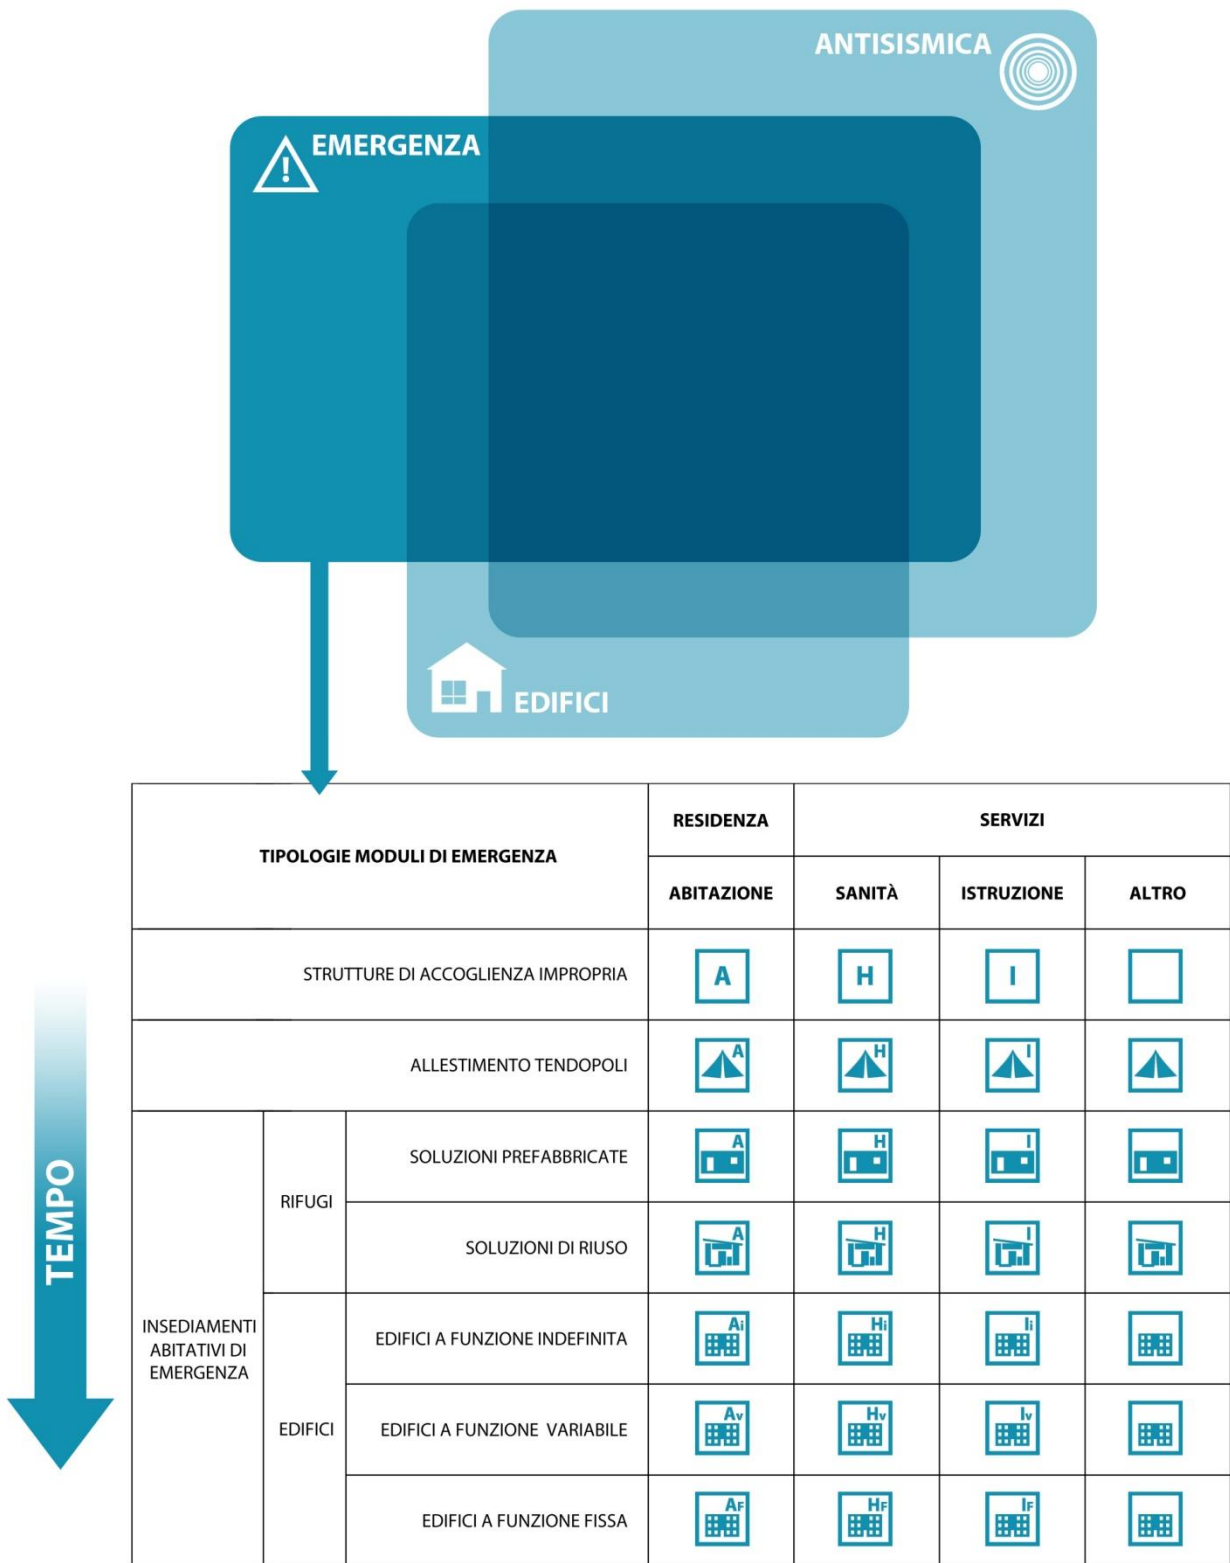 ANTISISMICA
EMERGENZA
EDIFICI
TIPOLOGIE MODULI DI EMERGENZA
RESIDENZA
SERVIZI
ABITAZIONE
SANITÀ
ISTRUZIONE
ALTRO
STRUTTURE DI ACCOGLIENZA IMPROPRIA
A
H
I
ALLESTIMENTO TENDOPOLI
A
H
I
TEMPO
INSEDIAMENTI
ABITATIVI DI
EMERGENZA
RIFUGI
SOLUZIONI PREFABBRICATE
A
H
I
SOLUZIONI DI RIUSO
A
H
I
EDIFICI
EDIFICI A FUNZIONE INDEFINITA
Ai
Hi
Ii
EDIFICI A FUNZIONE VARIABILE
Av
Hv
Iv
EDIFICI A FUNZIONE FISSA
AF
HF
IF